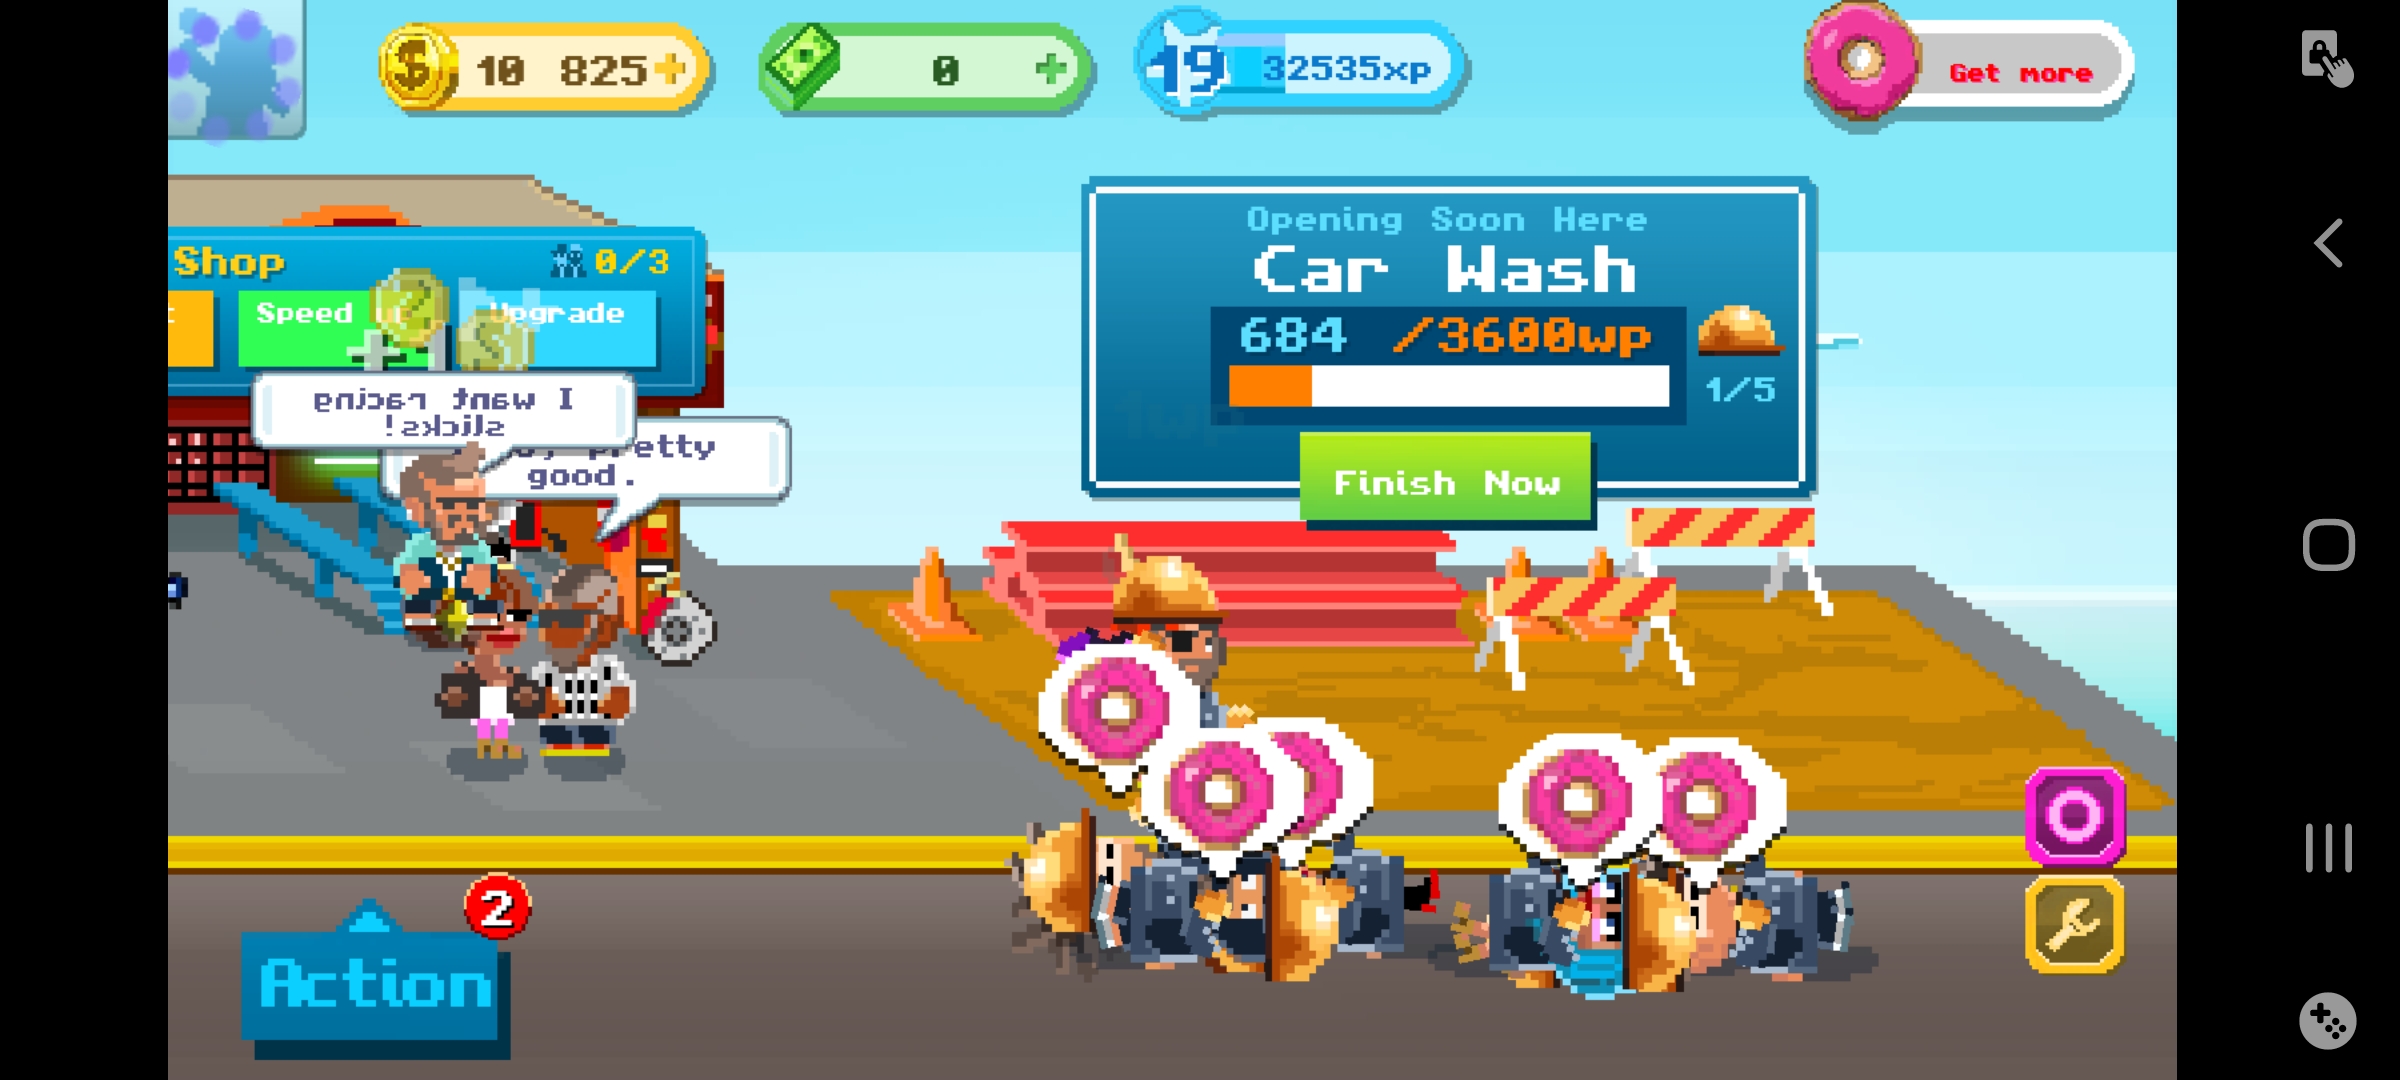 10 825
0
19
32535xp
Get more
Shop
0/3
Speed
Upgrade
I want racing
slicks!
pretty
good.
Opening Soon Here
Car Wash
684 /3600wp
1/5
Finish Now
Action
2